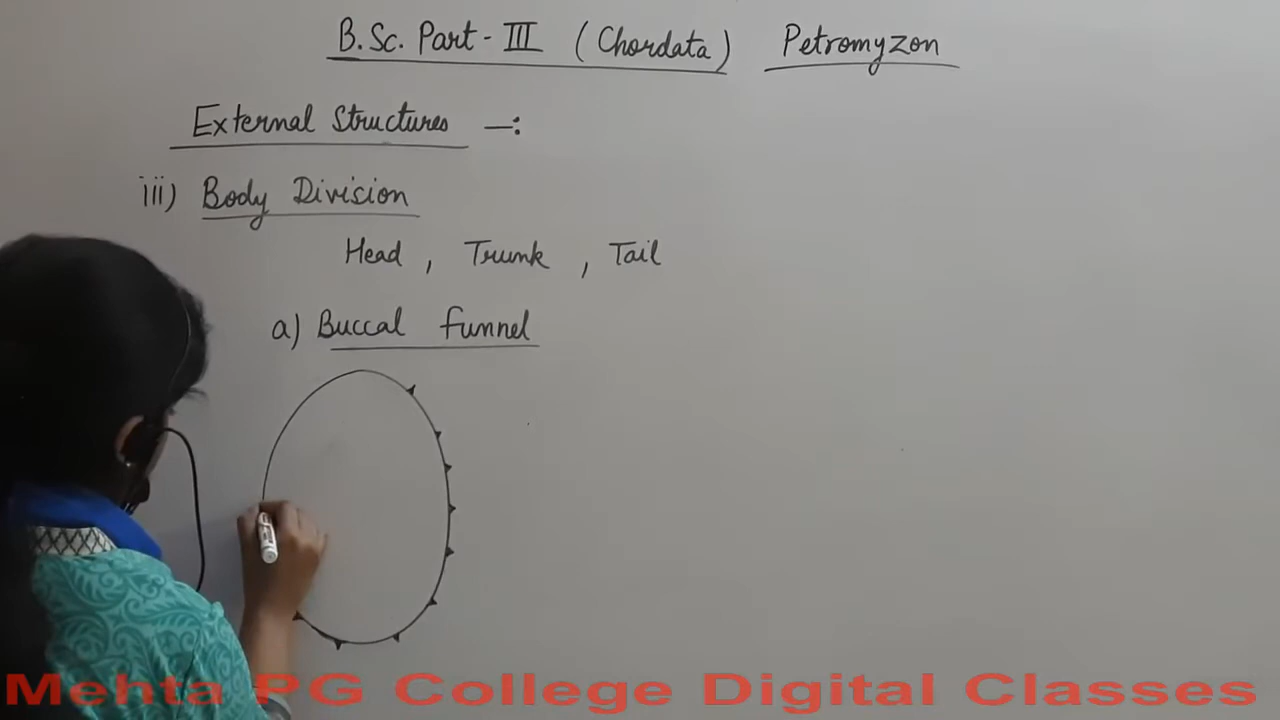 B.Sc. Part - III (Chordata) Petromyzon
External Structures —:
iii) Body Division
Head , Trunk , Tail
a) Buccal funnel
Mehta PG College Digital Classes